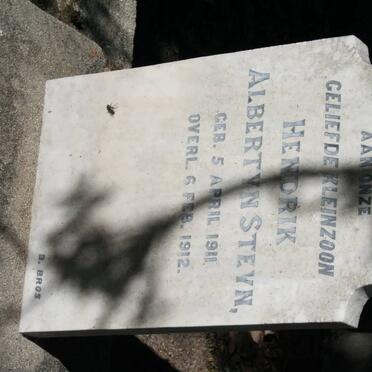 AAN ONZE
GELIEFDE KLEINZOON
HENDRIK
ALBERTYN STEYN,
GEB. 5 APRIL 1911.
OVERL. 6 FEB. 1912.
B. BROS